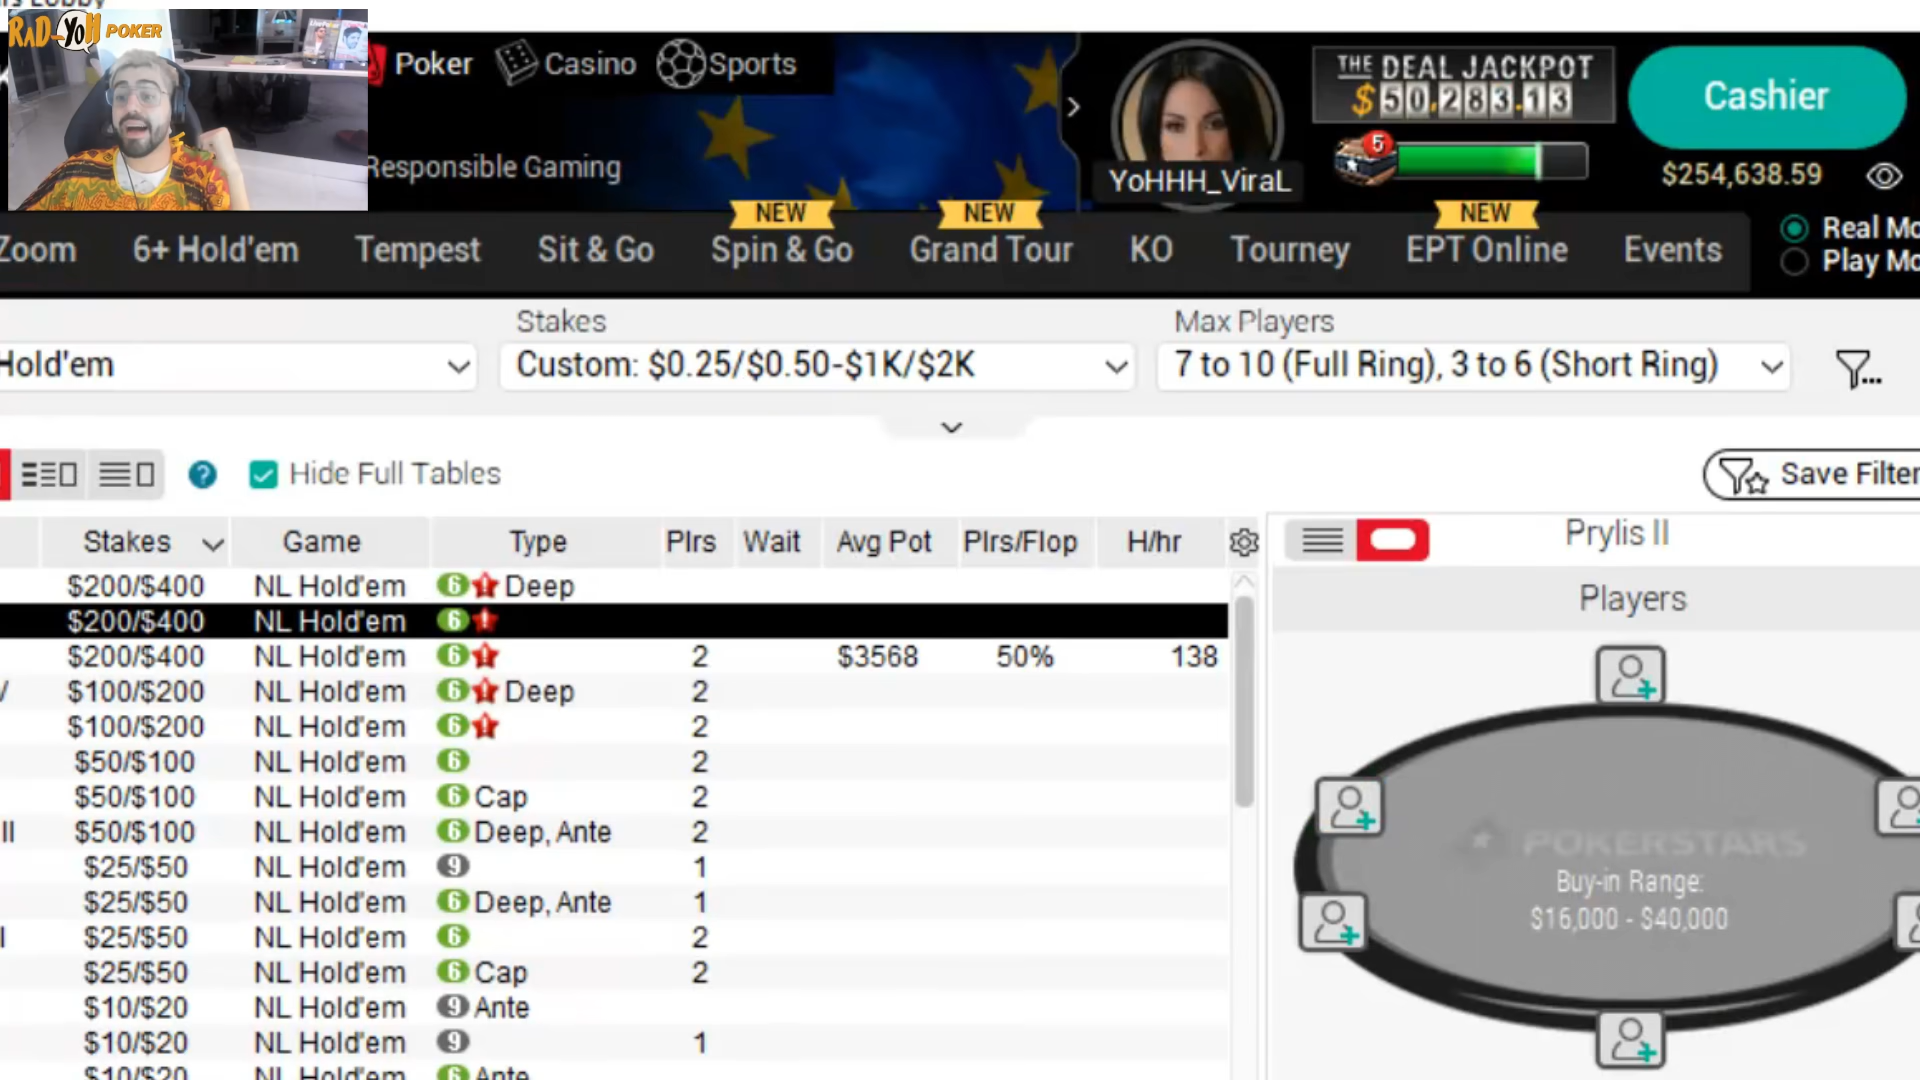 RAD-YoH POKER
Poker Casino Sports
Responsible Gaming
YoHHH_ViraL
THE DEAL JACKPOT
$50,283.13
5
Cashier
$254,638.59
NEW NEW NEW
Zoom 6+ Hold'em Tempest Sit & Go Spin & Go Grand Tour KO Tourney EPT Online Events
Real Mo
Play Mo
Stakes Max Players
Hold'em Custom: $0.25/$0.50-$1K/$2K 7 to 10 (Full Ring), 3 to 6 (Short Ring)
? Hide Full Tables Save Filter
Stakes Game Type Plrs Wait Avg Pot Plrs/Flop H/hr
$200/$400 NL Hold'em 6 Deep
$200/$400 NL Hold'em 6
$200/$400 NL Hold'em 6 2 $3568 50% 138
$100/$200 NL Hold'em 6 Deep 2
$100/$200 NL Hold'em 6 2
$50/$100 NL Hold'em 6 2
$50/$100 NL Hold'em 6 Cap 2
II $50/$100 NL Hold'em 6 Deep, Ante 2
$25/$50 NL Hold'em 9 1
$25/$50 NL Hold'em 6 Deep, Ante 1
I $25/$50 NL Hold'em 6 2
$25/$50 NL Hold'em 6 Cap 2
$10/$20 NL Hold'em 9 Ante
$10/$20 NL Hold'em 9 1
$10/$20 NL Hold'em 6 Ante
Prylis II
Players
POKERSTARS
Buy-in Range:
$16,000 - $40,000